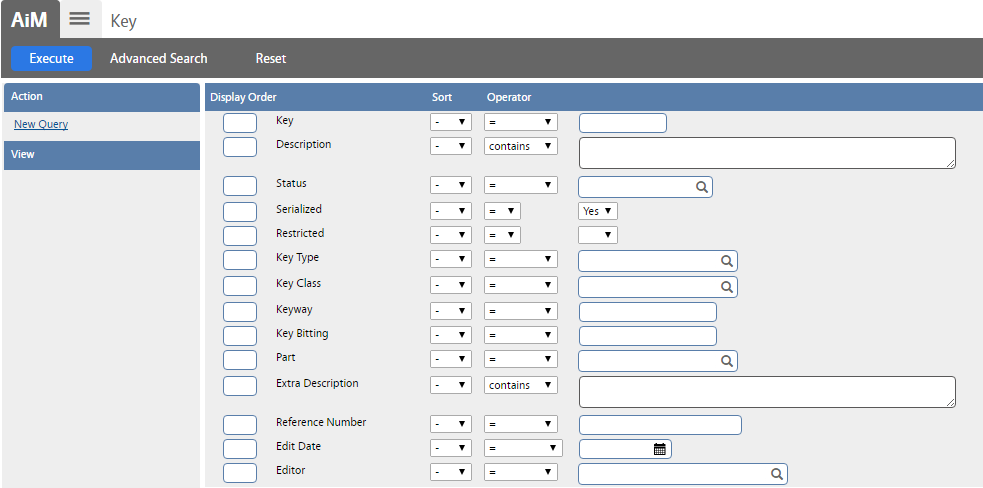 AiM Key
Execute Advanced Search Reset
Action
New Query
View
Display Order Sort Operator
Key - =
Description - contains
Status - =
Serialized - = Yes
Restricted - =
Key Type - =
Key Class - =
Keyway - =
Key Bitting - =
Part - =
Extra Description - contains
Reference Number - =
Edit Date - =
Editor - =